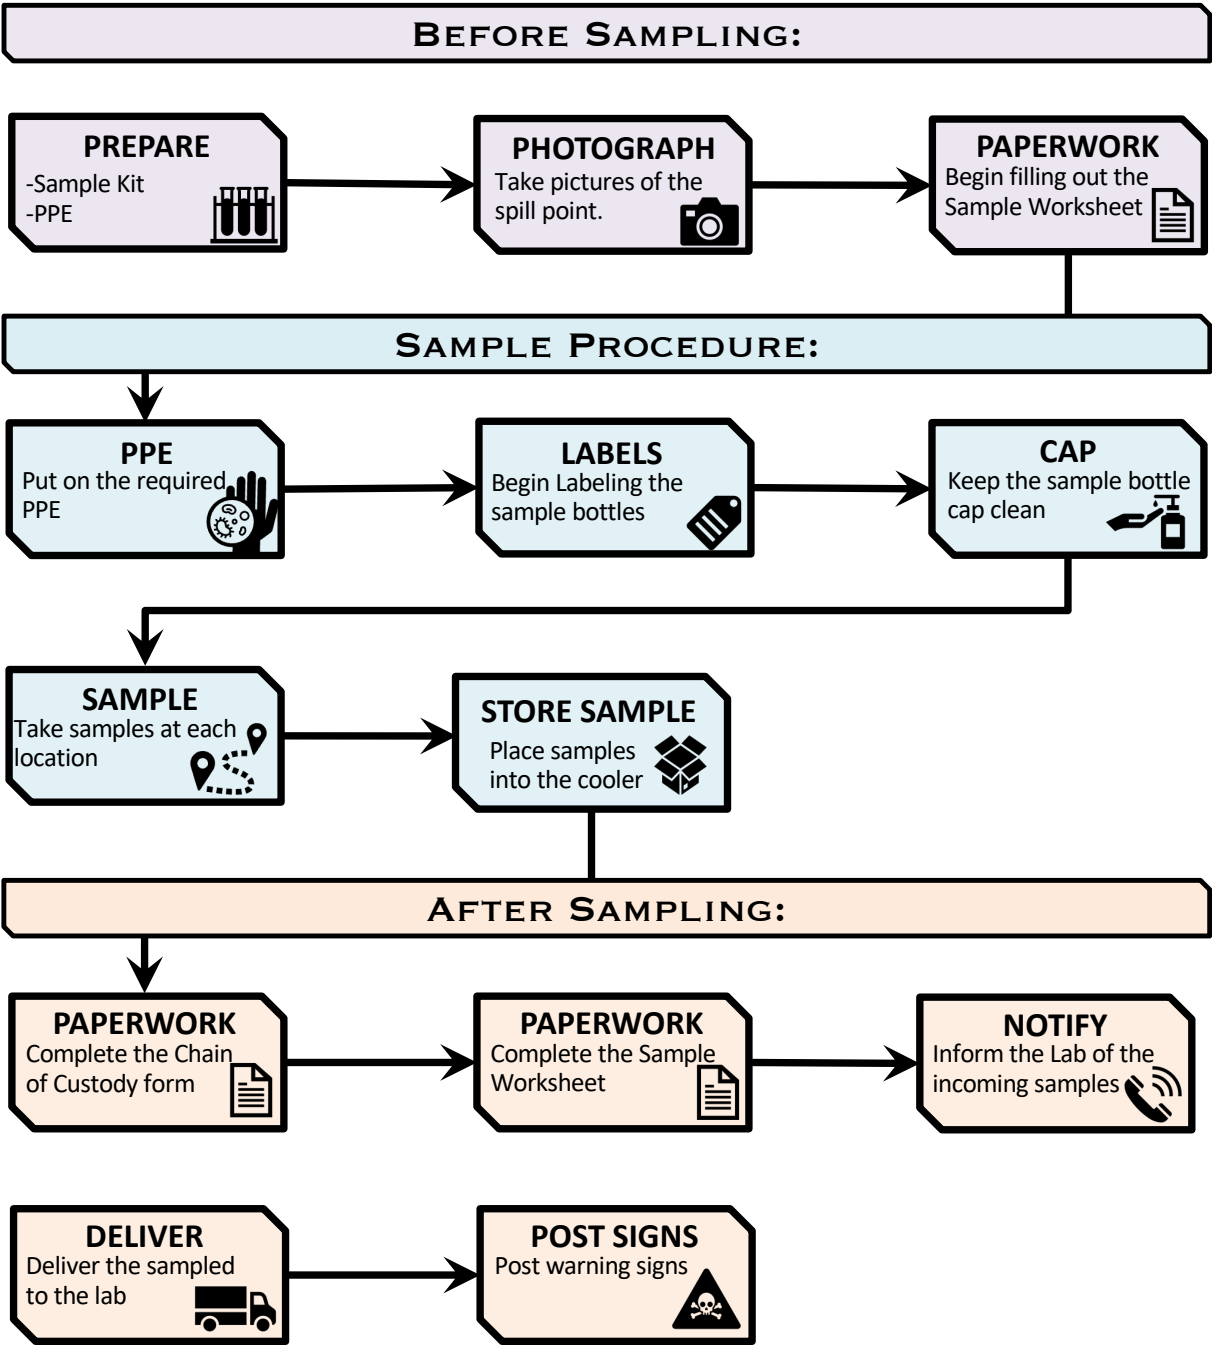 BEFORE SAMPLING:
PREPARE
-Sample Kit
-PPE
PHOTOGRAPH
Take pictures of the
spill point.
PAPERWORK
Begin filling out the
Sample Worksheet
SAMPLE PROCEDURE:
PPE
Put on the required
PPE
LABELS
Begin Labeling the
sample bottles
CAP
Keep the sample bottle
cap clean
SAMPLE
Take samples at each
location
STORE SAMPLE
Place samples
into the cooler
AFTER SAMPLING:
PAPERWORK
Complete the Chain
of Custody form
PAPERWORK
Complete the Sample
Worksheet
NOTIFY
Inform the Lab of the
incoming samples
DELIVER
Deliver the sampled
to the lab
POST SIGNS
Post warning signs